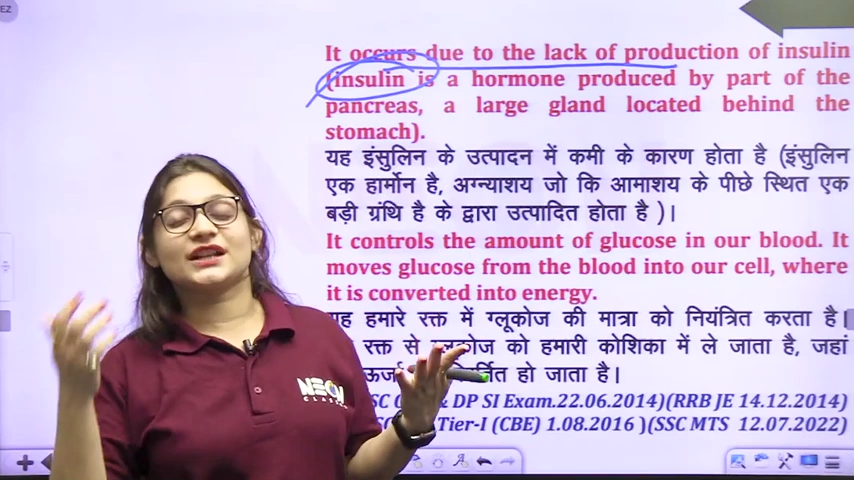 EZ
It occurs due to the lack of production of insulin
(insulin is a hormone produced by part of the
pancreas, a large gland located behind the
stomach).
यह इंसुलिन के उत्पादन में कमी के कारण होता है (इंसुलिन
एक हार्मोन है, अग्न्याशय जो कि आमाशय के पीछे स्थित एक
बड़ी ग्रंथि है के द्वारा उत्पादित होता है )।
It controls the amount of glucose in our blood. It
moves glucose from the blood into our cell, where
it is converted into energy.
यह हमारे रक्त में ग्लूकोज की मात्रा को नियंत्रित करता है।
रक्त से ग्लूकोज को हमारी कोशिका में ले जाता है, जहां
हो जाता है।
& DP SI Exam.22.06.2014)(RRB JE 14.12.2014)
Tier-I (CBE) 1.08.2016 )(SSC MTS 12.07.2022)
NEON
CLASSES